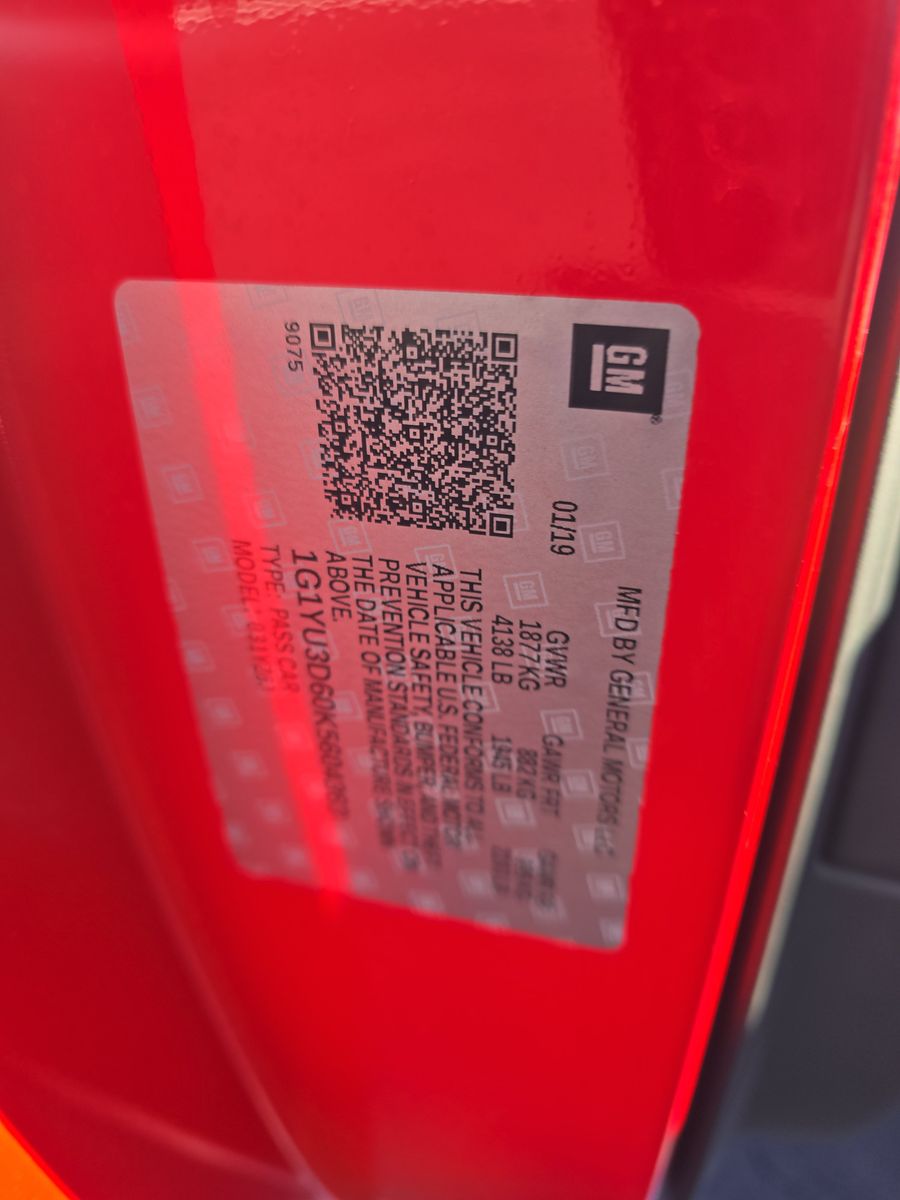 GM
MFD BY GENERAL MOTORS LLC
01/19
GVWR GAWR FRT
1877KG 882 KG
4138 LB 1945 LB
THIS VEHICLE CONFORMS TO ALL
APPLICABLE U.S. FEDERAL MOTOR
VEHICLE SAFETY, BUMPER, AND THEFT
PREVENTION STANDARDS IN EFFECT ON
THE DATE OF MANUFACTURE SHOWN
ABOVE.
TYPE: PASS CAR
MODEL:
9075